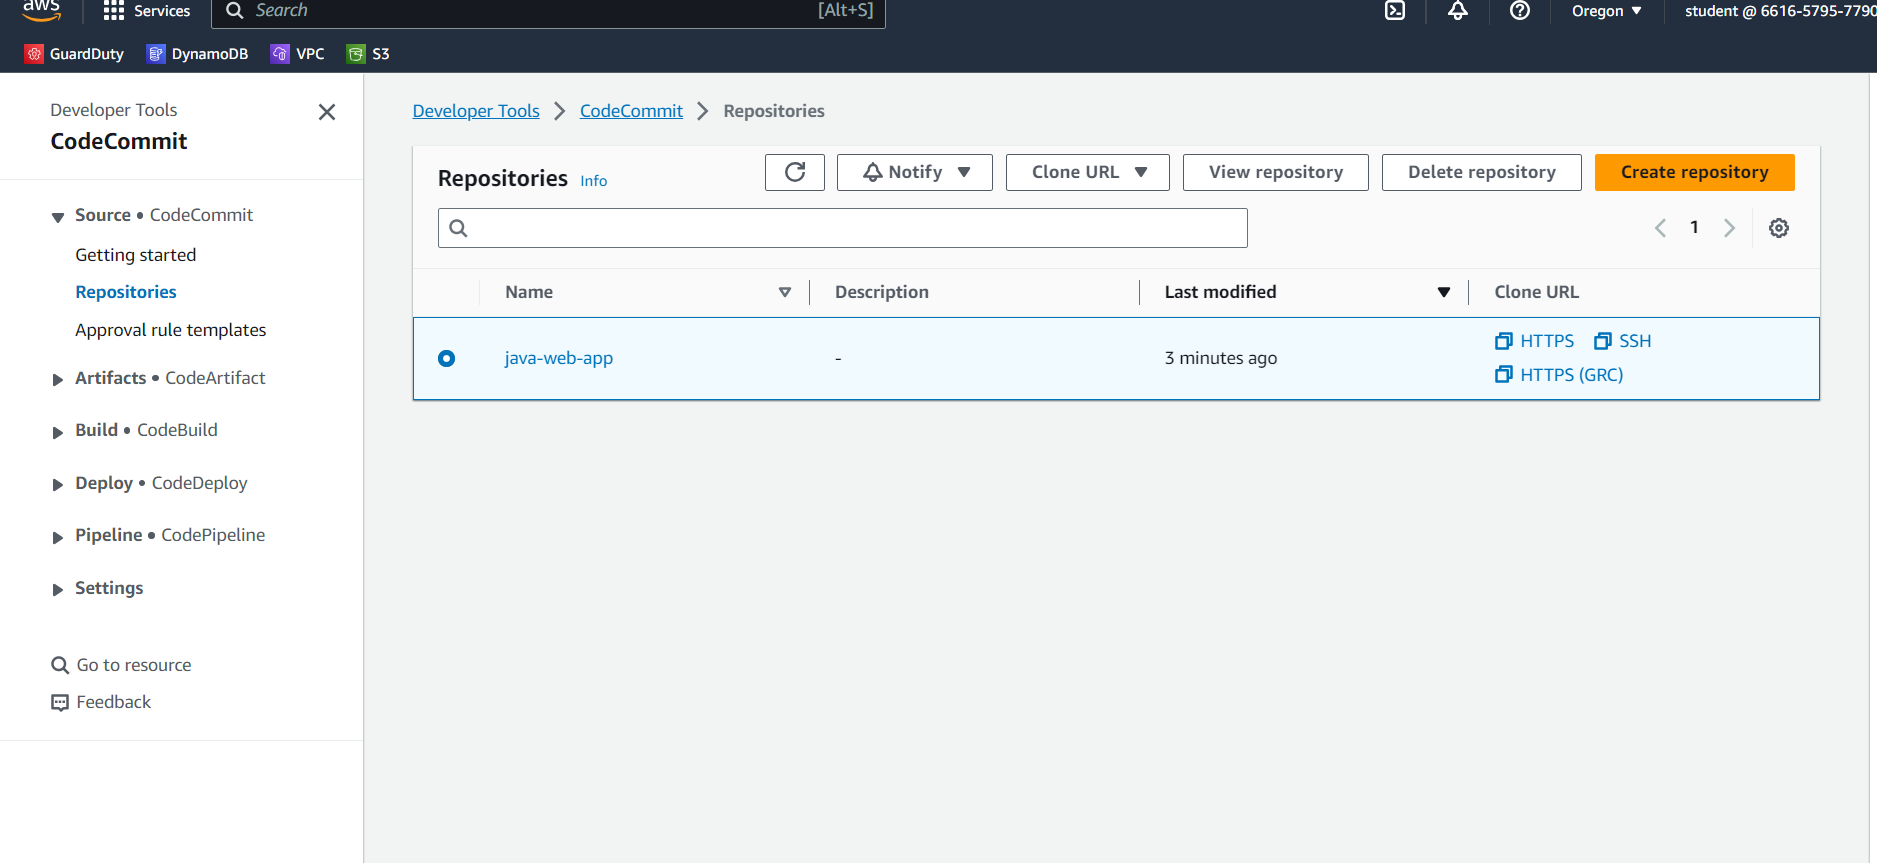 aws
Services
Search
[Alt+S]
Oregon
student @ 6616-5795-7790
GuardDuty
DynamoDB
VPC
S3
Developer Tools
CodeCommit
Source • CodeCommit
Getting started
Repositories
Approval rule templates
Artifacts • CodeArtifact
Build • CodeBuild
Deploy • CodeDeploy
Pipeline • CodePipeline
Settings
Go to resource
Feedback
Developer Tools
CodeCommit
Repositories
Repositories Info
Notify
Clone URL
View repository
Delete repository
Create repository
1
Name
Description
Last modified
Clone URL
java-web-app
-
3 minutes ago
HTTPS
SSH
HTTPS (GRC)